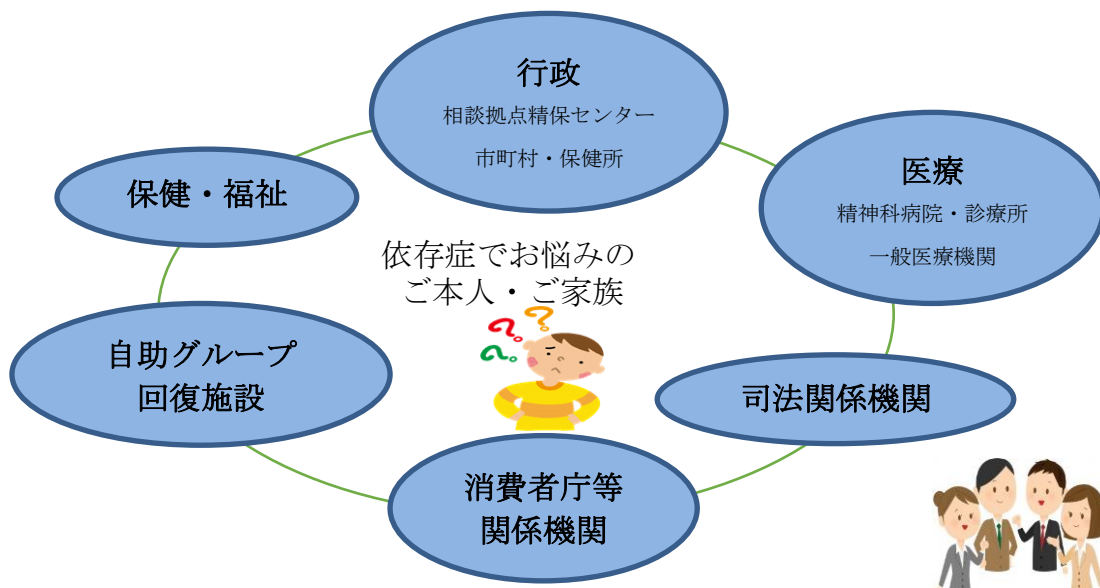 行政
相談拠点精保センター
市町村・保健所
医療
精神科病院・診療所
一般医療機関
保健・福祉
依存症でお悩みの
ご本人・ご家族
自助グループ
回復施設
司法関係機関
消費者庁等
関係機関